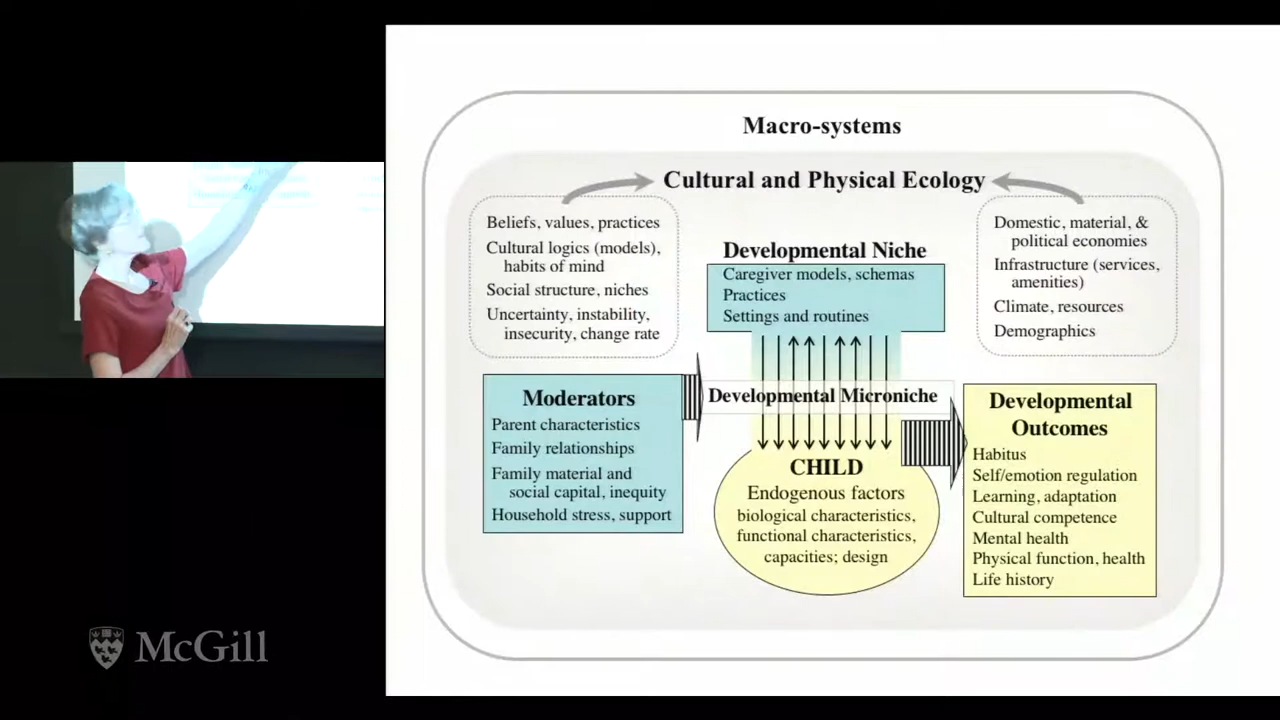 Macro-systems
Cultural and Physical Ecology
Beliefs, values, practices
Cultural logics (models),
habits of mind
Social structure, niches
Uncertainty, instability,
insecurity, change rate
Developmental Niche
Caregiver models, schemas
Practices
Settings and routines
Domestic, material, &
political economies
Infrastructure (services,
amenities)
Climate, resources
Demographics
Moderators
Parent characteristics
Family relationships
Family material and
social capital, inequity
Household stress, support
Developmental Microniche
CHILD
Endogenous factors
biological characteristics,
functional characteristics,
capacities; design
Developmental
Outcomes
Habitus
Self/emotion regulation
Learning, adaptation
Cultural competence
Mental health
Physical function, health
Life history
McGill